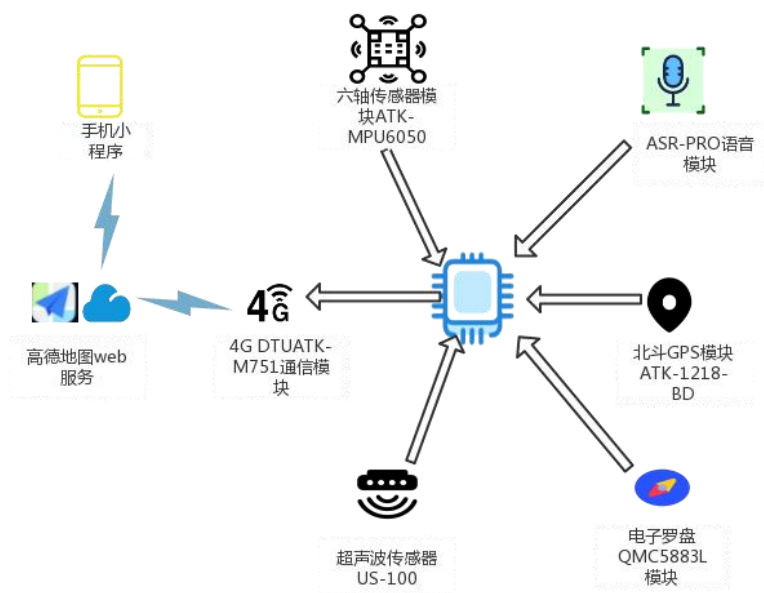 六轴传感器模
块ATK-
MPU6050
手机小
程序
ASR-PRO语音
模块
4G
高德地图web
服务
4G DTUATK-
M751通信模
块
北斗GPS模块
ATK-1218-
BD
超声波传感器
US-100
电子罗盘
QMC5883L
模块